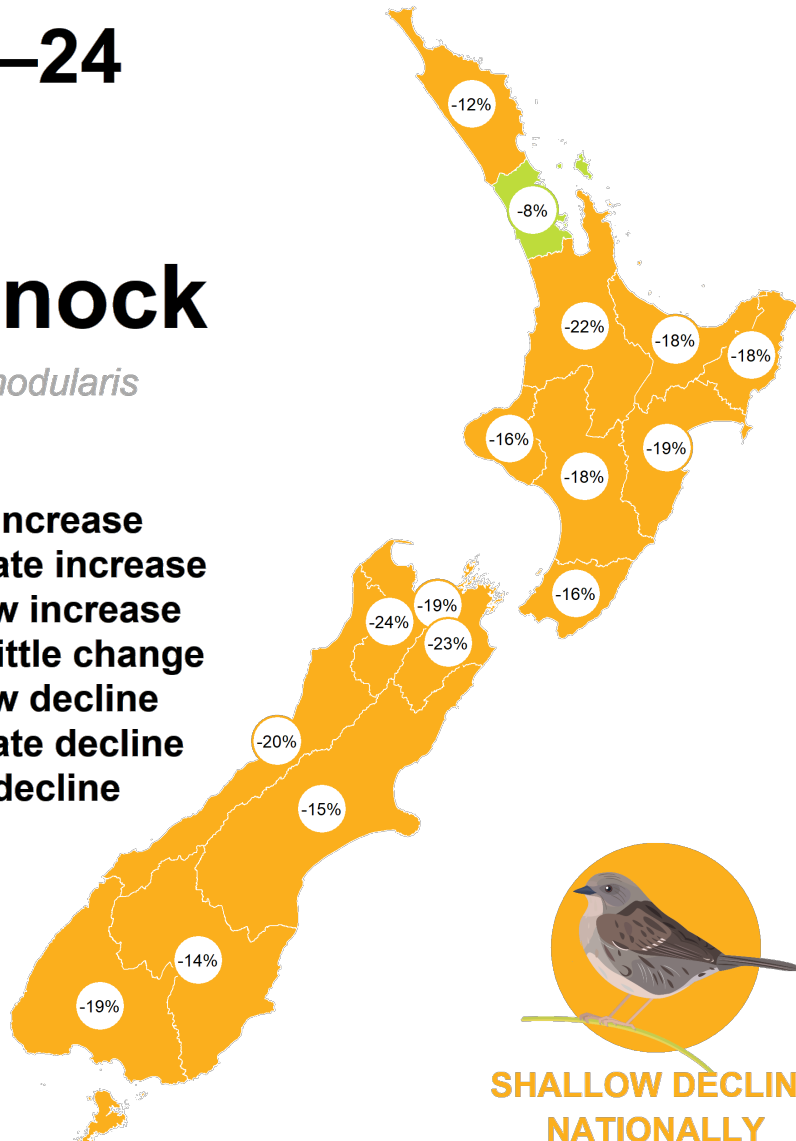 –24
nock
nodularis
ncrease
ate increase
w increase
ittle change
w decline
ate decline
decline
-12%
-8%
-22%
-18%
-18%
-16%
-19%
-18%
-16%
-19%
-24%
-23%
-20%
-15%
-14%
-19%
SHALLOW DECLIN
NATIONALLY